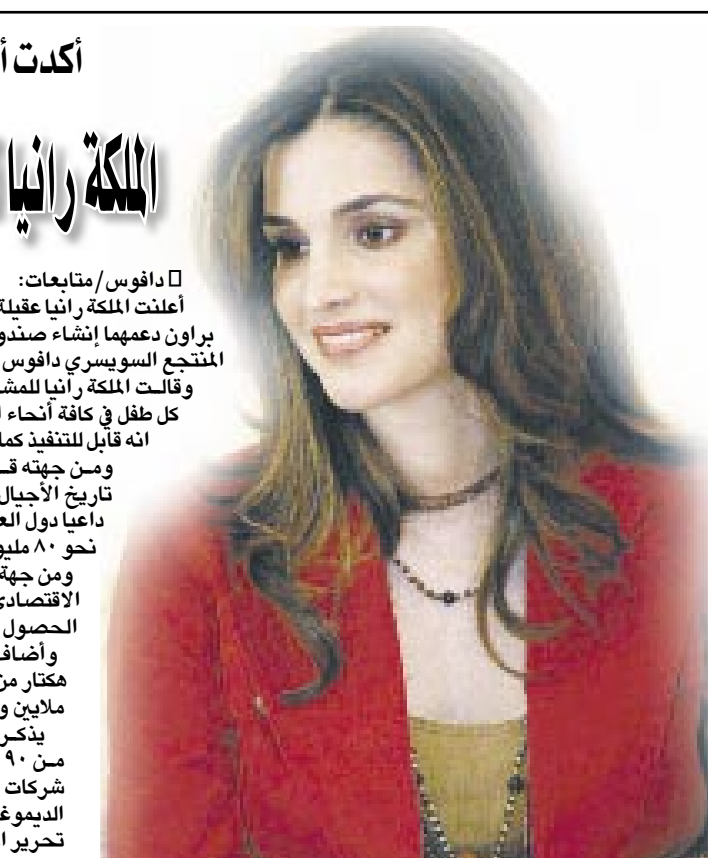 أكدت أ
الملكة رانيا
دافوس/متابعات:
أعلنت الملكة رانيا عقيلة
براون دعمهما إنشاء صندو
المنتجع السويسري دافوس
وقالت الملكة رانيا للمشا
كل طفل في كافة أنحاء ا
انه قابل للتنفيذ كما
ومن جهته قـ
تاريخ الأجيال
داعيا دول الع
نحو ٨٠ مليو
ومن جهة
الاقتصادي
الحصول
وأضاف
هكتار من
ملايين و
يذكر
من ٩٠
شركات
الديموغ
تحرير ا